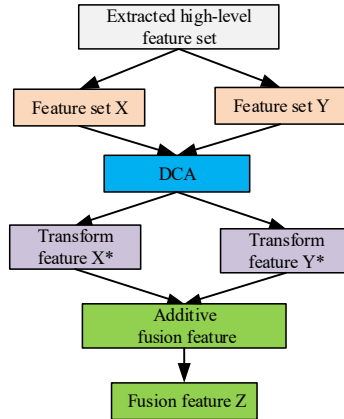 Extracted high-level
feature set
Feature set X
Feature set Y
DCA
Transform
feature X*
Transform
feature Y*
Additive
fusion feature
Fusion feature Z